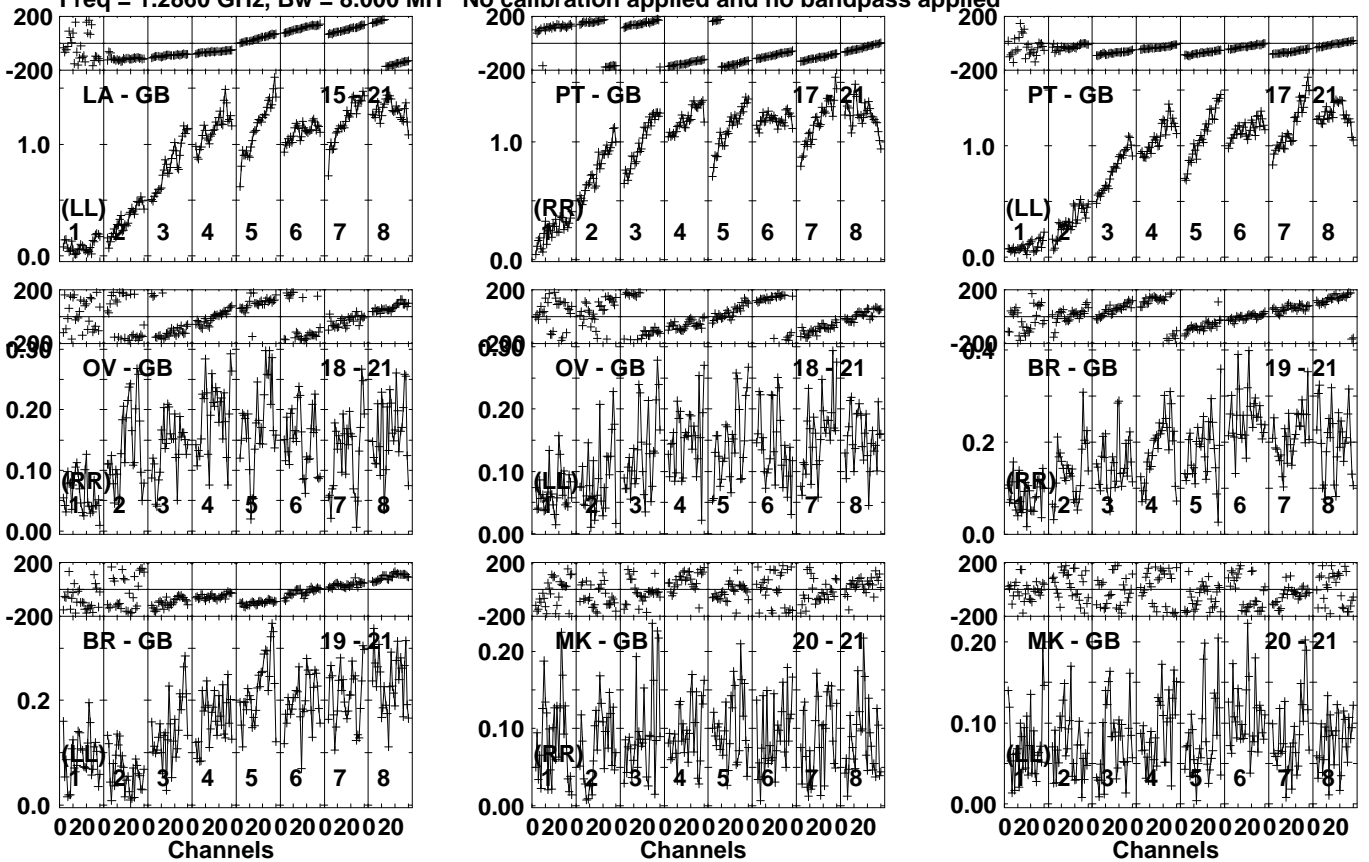 Freq = 1.2860 GHz, Bw = 8.000 MH No calibration applied and no bandpass applied
200 200 200
-200 -200 -200
LA - GB 15 - 21 PT - GB 17 - 21 PT - GB 17 - 21
1.0 1.0 1.0
(LL) (RR) (LL)
1 2 3 4 5 6 7 8 1 2 3 4 5 6 7 8 1 2 3 4 5 6 7 8
0.0 0.0 0.0
200 200 200
-200 -200 -200
0.30 0.30 0.4
OV - GB 18 - 21 OV - GB 18 - 21 BR - GB 19 - 21
0.20 0.20 0.2
0.10 0.10
(RR) (LL) (RR)
1 2 3 4 5 6 7 8 1 2 3 4 5 6 7 8 1 2 3 4 5 6 7 8
0.00 0.00 0.0
200 200 200
-200 -200 -200
BR - GB 19 - 21 MK - GB 20 - 21 MK - GB 20 - 21
0.2 0.20 0.20
0.10 0.10
(LL) (RR) (LL)
1 2 3 4 5 6 7 8 1 2 3 4 5 6 7 8 1 2 3 4 5 6 7 8
0.0 0.00 0.00
0 20 0 20 0 20 0 20 0 20 0 20 0 20 0 20 0 20 0 20 0 20 0 20 0 20 0 20 0 20 0 20 0 20 0 20 0 20 0 20 0 20 0 20 0 20 0 20
Channels Channels Channels